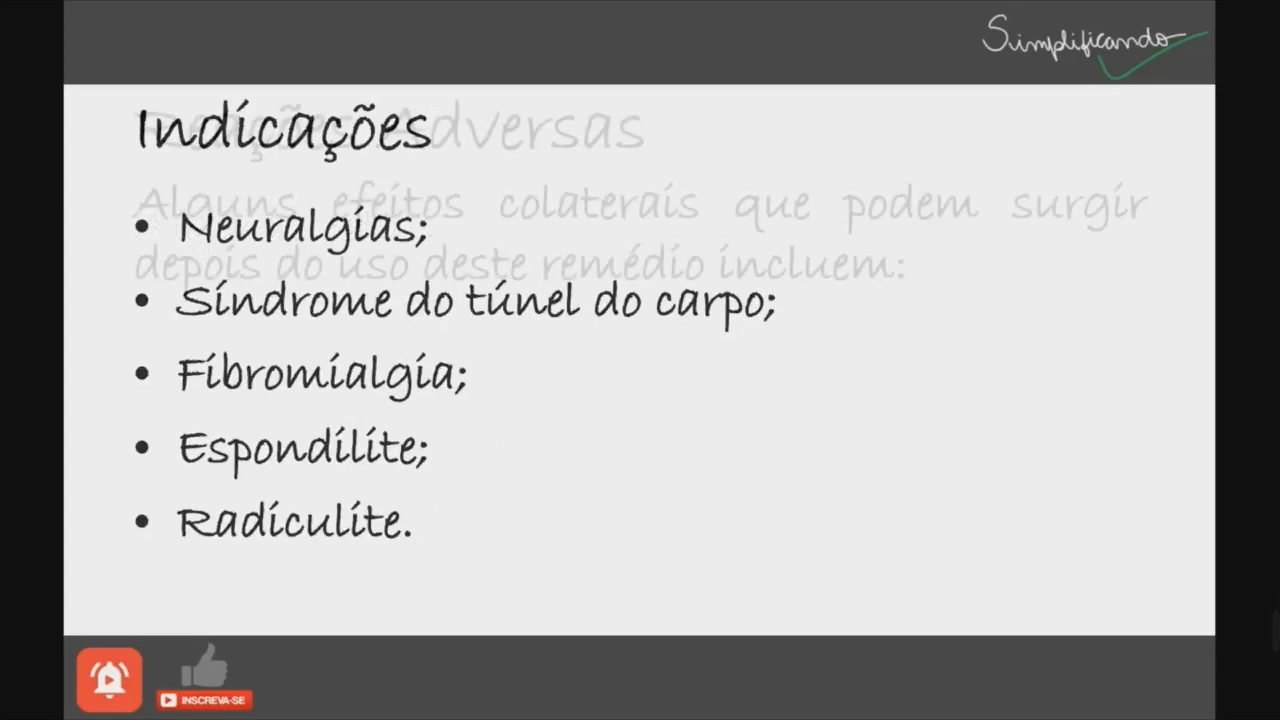 Simplificando
Indicações
Reações Adversas
Alguns efeitos colaterais que podem surgir
depois do uso deste remédio incluem:
• Neuralgias;
• Síndrome do túnel do carpo;
• Fibromialgia;
• Espondilite;
• Radiculite.
INSCREVA-SE